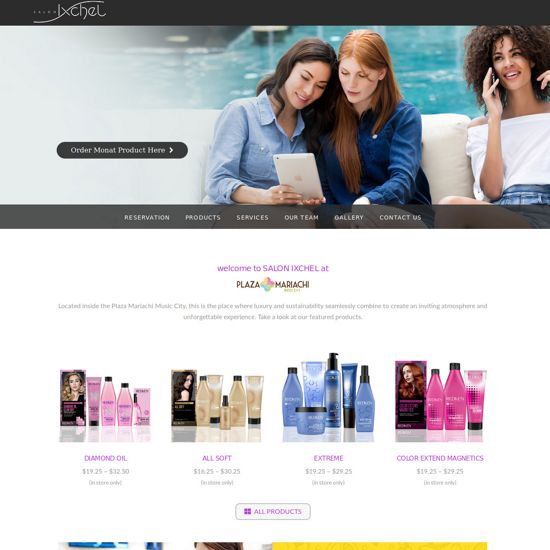 SALON Ixchel
Order Monat Product Here
RESERVATION PRODUCTS SERVICES OUR TEAM GALLERY CONTACT US
welcome to SALON IXCHEL at
PLAZA MARIACHI
Located inside the Plaza Mariachi Music City, this is the place where luxury and sustainability seamlessly combine to create an inviting atmosphere and
unforgettable experience. Take a look at our featured products.
DIAMOND OIL ALL SOFT EXTREME COLOR EXTEND MAGNETICS
$19.25 – $32.50 $16.25 – $30.25 $19.25 – $29.25 $19.25 – $29.25
(in store only) (in store only) (in store only) (in store only)
ALL PRODUCTS